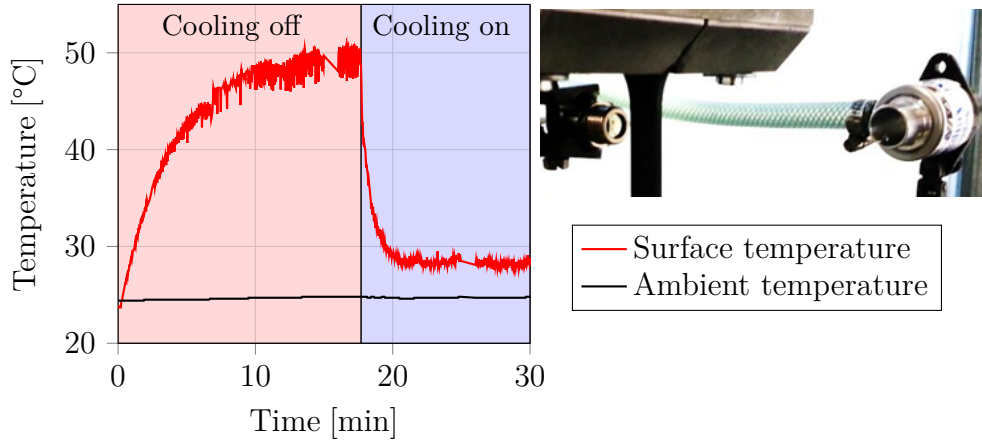 Cooling off
Cooling on
50
40
30
20
0
10
20
30
Temperature [°C]
Time [min]
Surface temperature
Ambient temperature